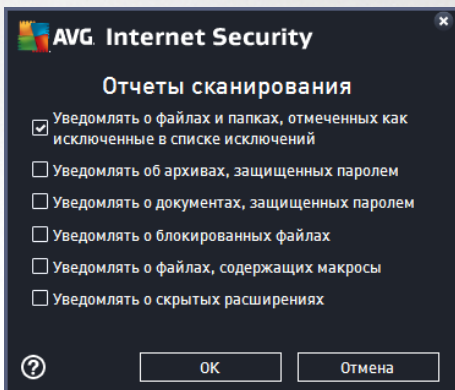 AVG Internet Security
Отчеты сканирования
Уведомлять о файлах и папках, отмеченных как
исключенные в списке исключений
Уведомлять об архивах, защищенных паролем
Уведомлять о документах, защищенных паролем
Уведомлять о блокированных файлах
Уведомлять о файлах, содержащих макросы
Уведомлять о скрытых расширениях
? OK Отмена